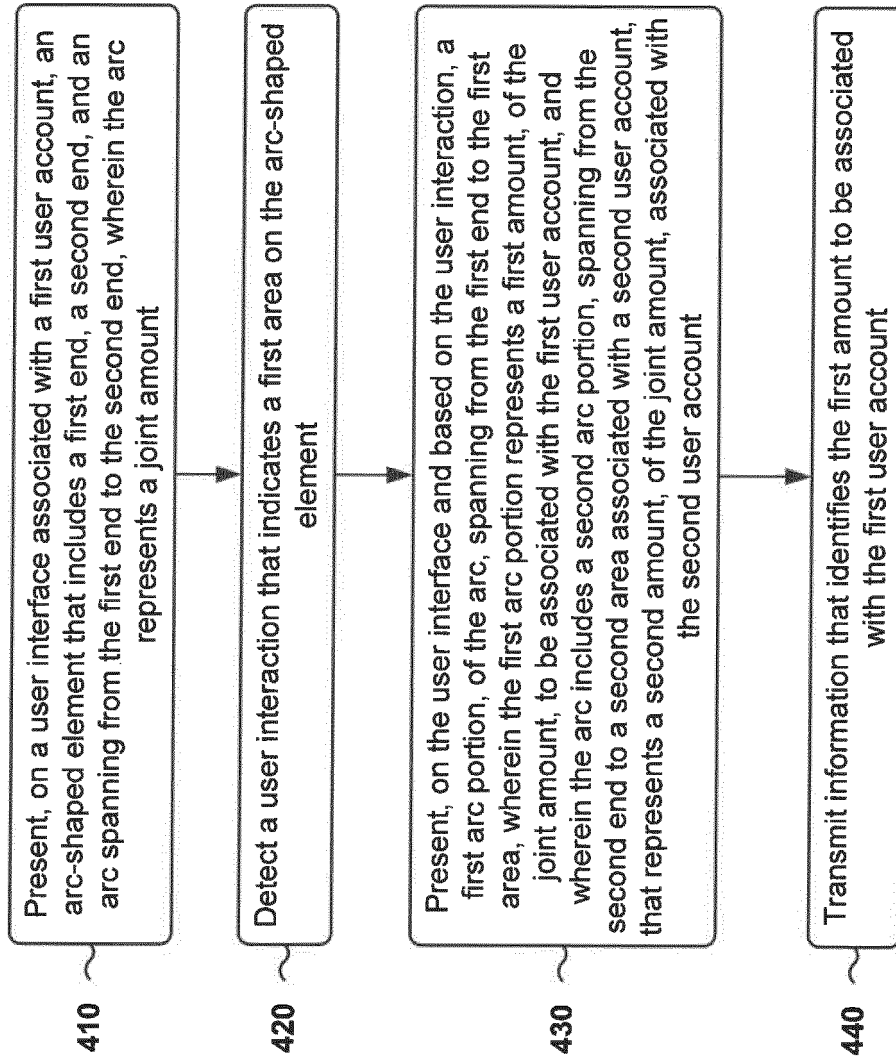 410
Present, on a user interface associated with a first user account, an
arc-shaped element that includes a first end, a second end, and an
arc spanning from the first end to the second end, wherein the arc
represents a joint amount
420
Detect a user interaction that indicates a first area on the arc-shaped
element
430
Present, on the user interface and based on the user interaction, a
first arc portion, of the arc, spanning from the first end to the first
area, wherein the first arc portion represents a first amount, of the
joint amount, to be associated with the first user account, and
wherein the arc includes a second arc portion, spanning from the
second end to a second area associated with a second user account,
that represents a second amount, of the joint amount, associated with
the second user account
440
Transmit information that identifies the first amount to be associated
with the first user account